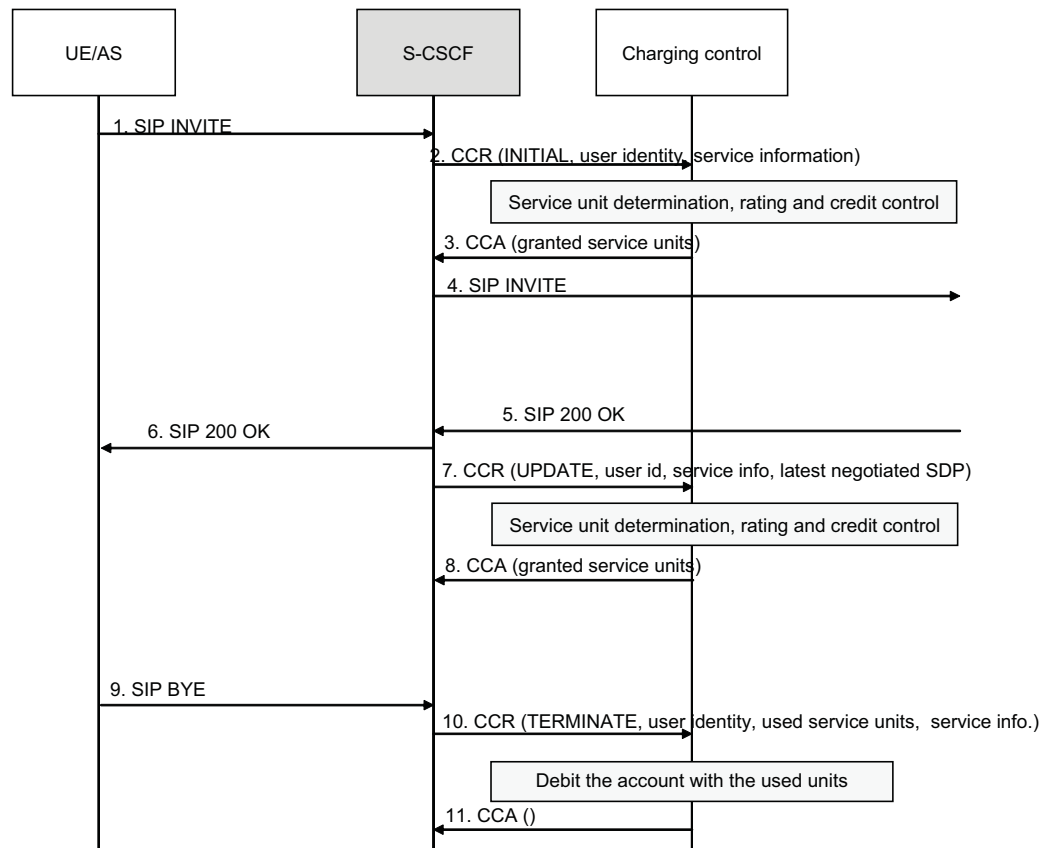 UE/AS
S-CSCF
Charging control
1. SIP INVITE
2. CCR (INITIAL, user identity, service information)
Service unit determination, rating and credit control
3. CCA (granted service units)
4. SIP INVITE
5. SIP 200 OK
6. SIP 200 OK
7. CCR (UPDATE, user id, service info, latest negotiated SDP)
Service unit determination, rating and credit control
8. CCA (granted service units)
9. SIP BYE
10. CCR (TERMINATE, user identity, used service units, service info.)
Debit the account with the used units
11. CCA ()